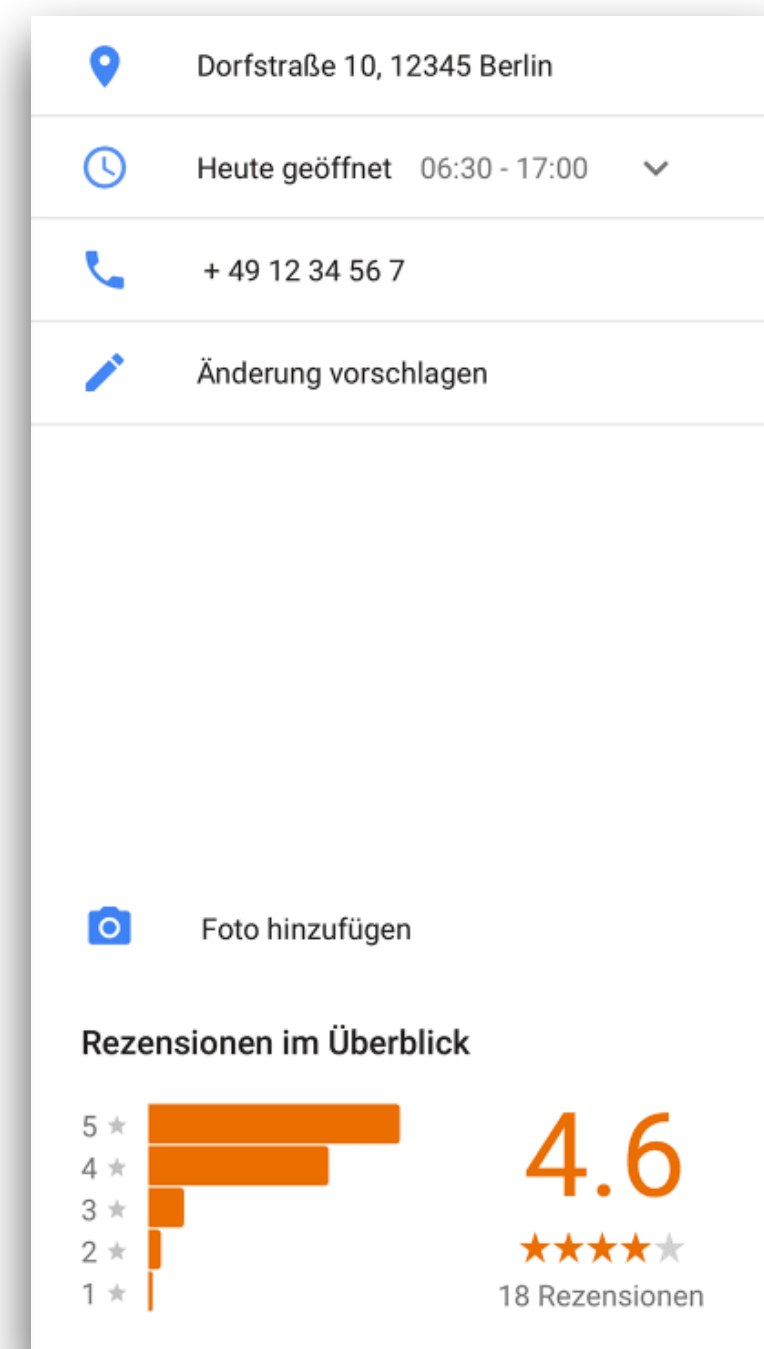 Dorfstraße 10, 12345 Berlin
Heute geöffnet 06:30 - 17:00
+ 49 12 34 56 7
Änderung vorschlagen
Foto hinzufügen
Rezensionen im Überblick
5
4
3
2
1
4.6
18 Rezensionen